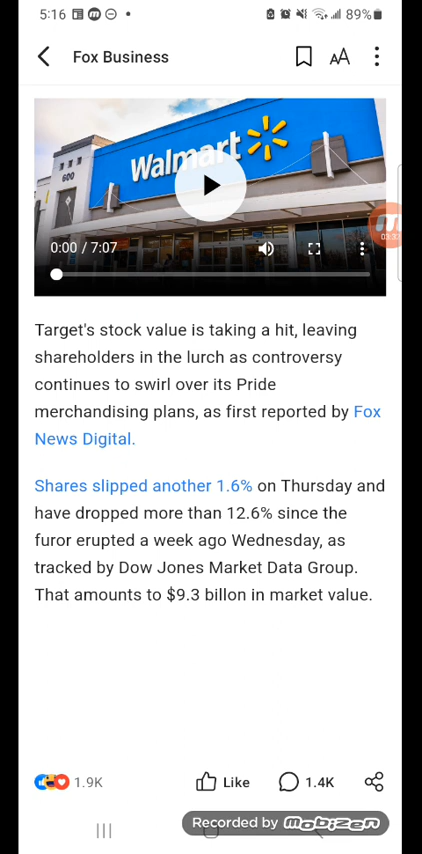 5:16
89%
Fox Business
AA
600
Walmart
0:00 / 7:07
Target's stock value is taking a hit, leaving
shareholders in the lurch as controversy
continues to swirl over its Pride
merchandising plans, as first reported by Fox
News Digital.
Shares slipped another 1.6% on Thursday and
have dropped more than 12.6% since the
furor erupted a week ago Wednesday, as
tracked by Dow Jones Market Data Group.
That amounts to $9.3 billon in market value.
1.9K
Like
1.4K
Recorded by mobizen